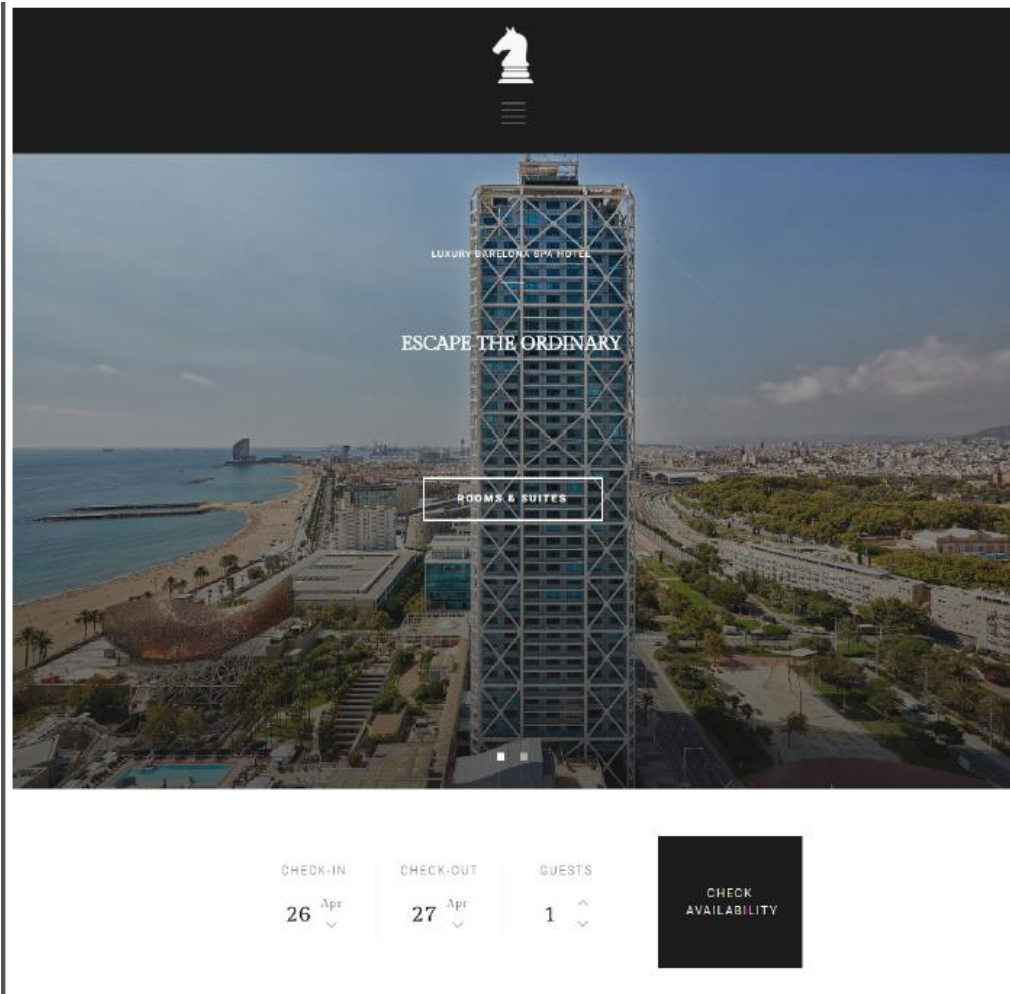 LUXURY BARELONA SPA HOTEL
ESCAPE THE ORDINARY
ROOMS & SUITES
CHECK-IN
CHECK-OUT
GUESTS
26 Apr
27 Apr
1
CHECK
AVAILABILITY